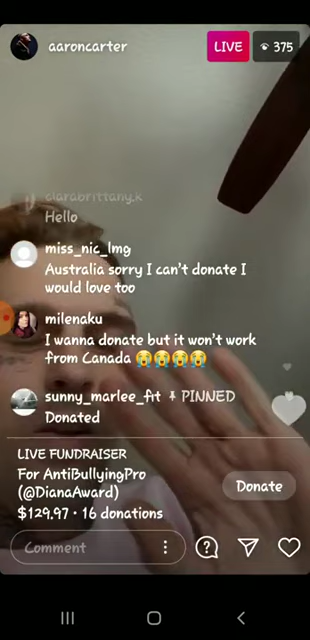 aaroncarter
LIVE
375
clarabrittany.k
Hello
miss_nic_lmg
Australia sorry I can't donate I
would love too
milenaku
I wanna donate but it won't work
from Canada 😭😭😭😭
sunny_marlee_fit PINNED
Donated
LIVE FUNDRAISER
For AntiBullyingPro
(@DianaAward)
$129.97 • 16 donations
Donate
Comment